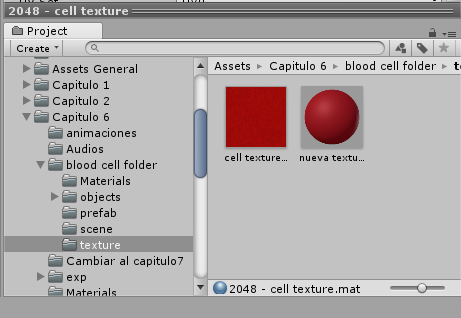 2048 - cell texture
Project
Create
Assets General
Capitulo 1
Capitulo 2
Capitulo 6
animaciones
Audios
blood cell folder
Materials
objects
prefab
scene
texture
Cambiar al capitulo7
exp
Materials
Assets ▸ Capitulo 6 ▸ blood cell folder ▸
cell texture...
nueva textu...
2048 - cell texture.mat